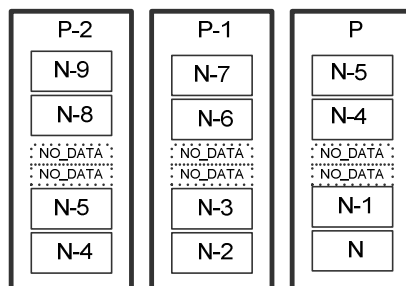 P-2
N-9
N-8
NO_DATA
NO_DATA
N-5
N-4
P-1
N-7
N-6
NO_DATA
NO_DATA
N-3
N-2
P
N-5
N-4
NO_DATA
NO_DATA
N-1
N